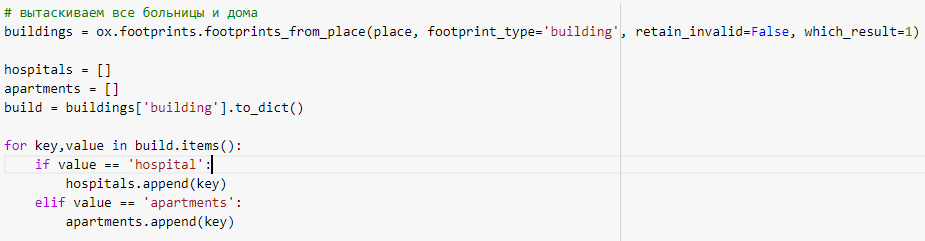 # вытаскиваем все больницы и дома
buildings = ox.footprints.footprints_from_place(place, footprint_type='building', retain_invalid=False, which_result=1)
hospitals = []
apartments = []
build = buildings['building'].to_dict()
for key,value in build.items():
    if value == 'hospital':
        hospitals.append(key)
    elif value == 'apartments':
        apartments.append(key)